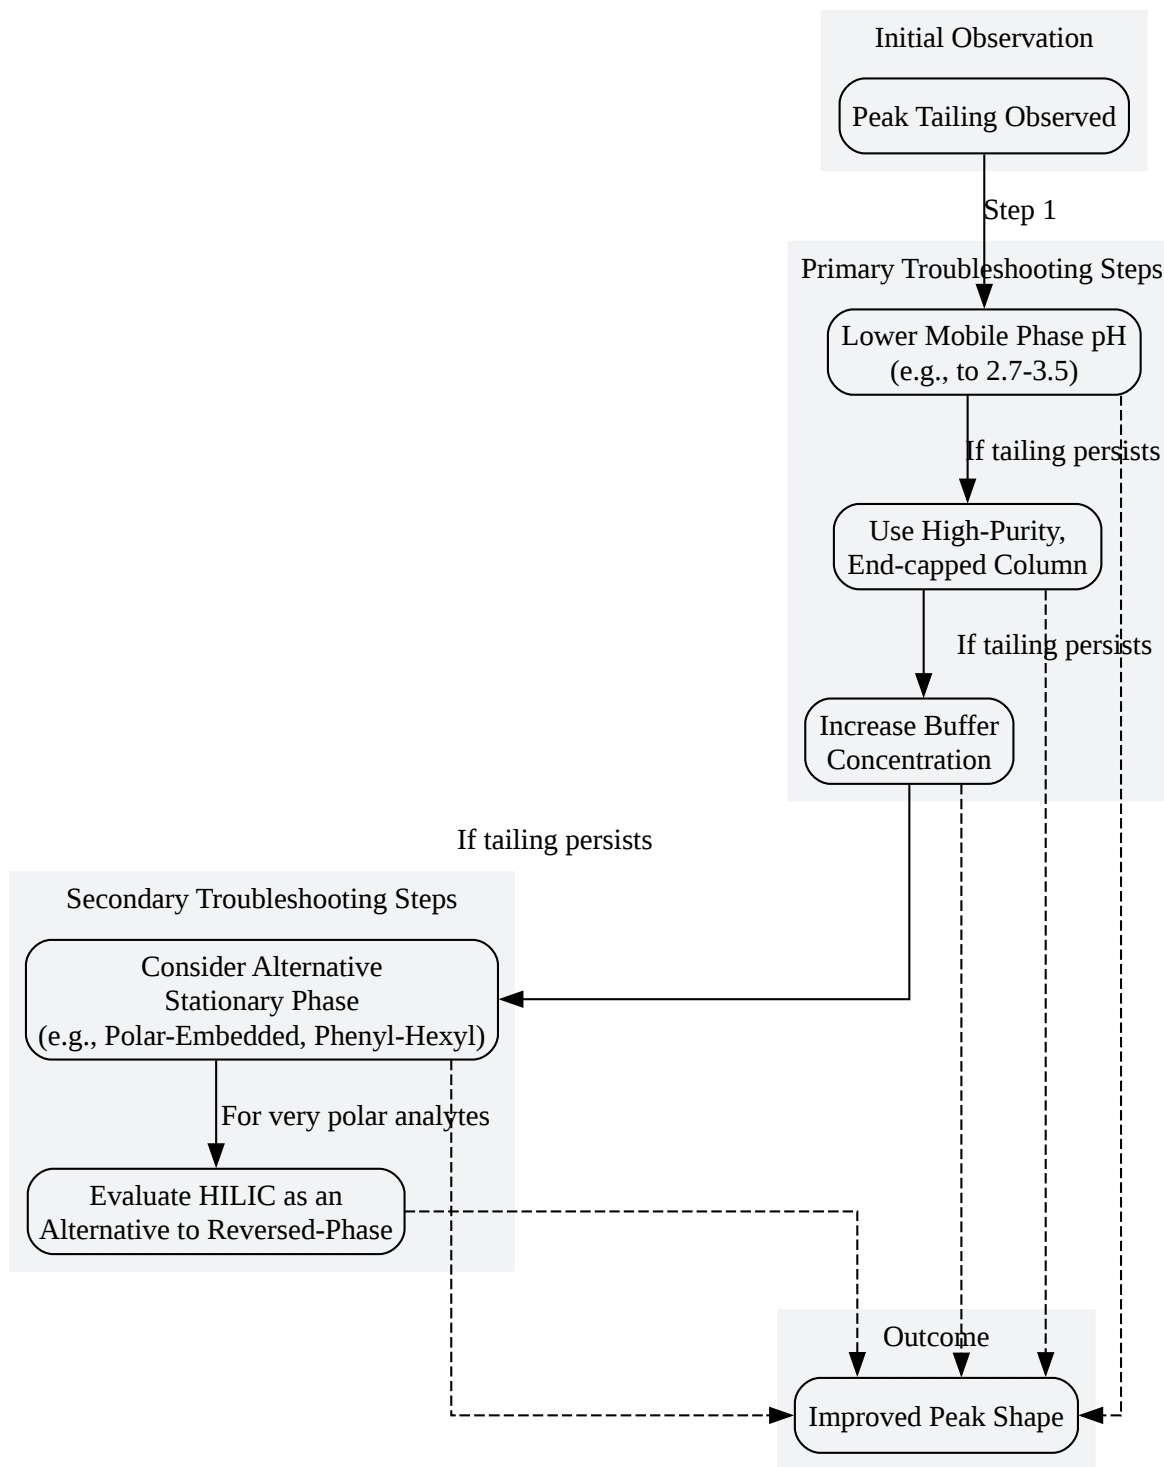 Initial Observation
Peak Tailing Observed
Step 1
Primary Troubleshooting Steps
Lower Mobile Phase pH
(e.g., to 2.7-3.5)
If tailing persists
Use High-Purity,
End-capped Column
If tailing persists
Increase Buffer
Concentration
If tailing persists
Secondary Troubleshooting Steps
Consider Alternative
Stationary Phase
(e.g., Polar-Embedded, Phenyl-Hexyl)
For very polar analytes
Evaluate HILIC as an
Alternative to Reversed-Phase
Outcome
Improved Peak Shape